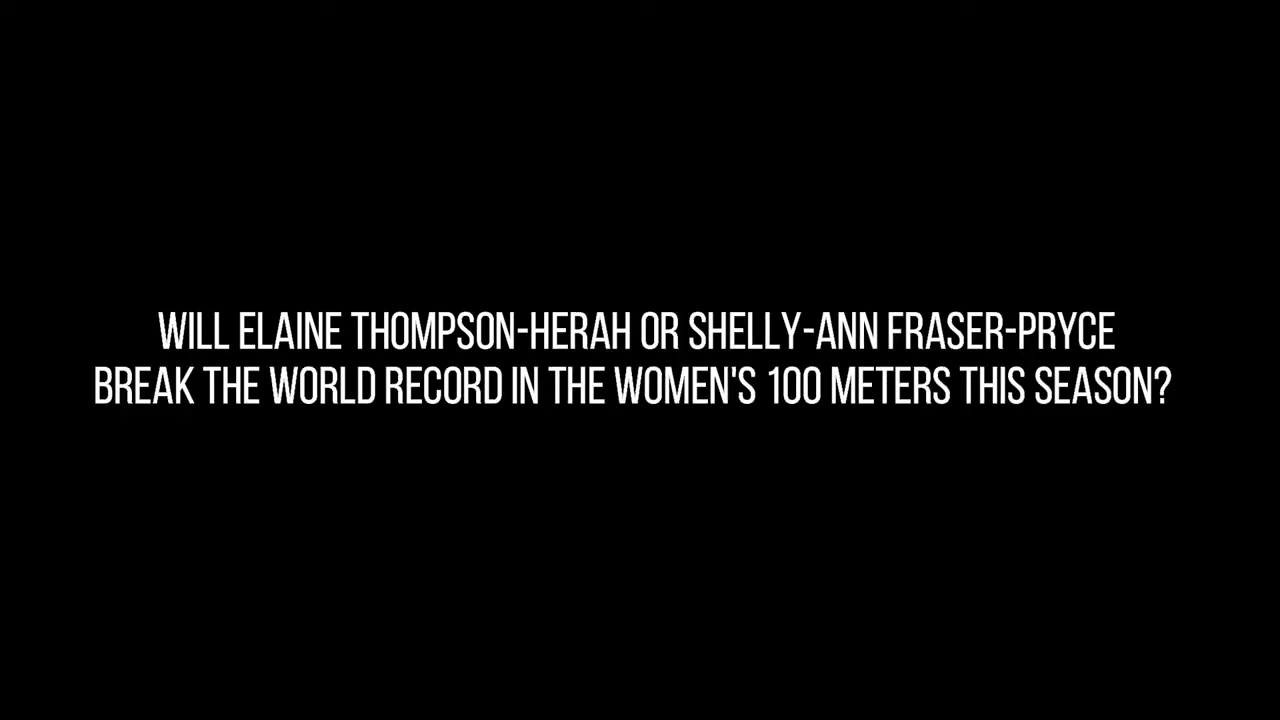 WILL ELAINE THOMPSON-HERAH OR SHELLY-ANN FRASER-PRYCE
BREAK THE WORLD RECORD IN THE WOMEN'S 100 METERS THIS SEASON?